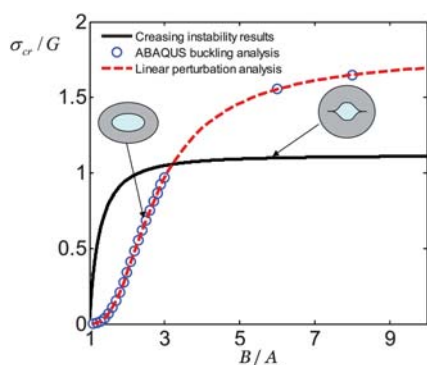 σcr/G
2
1.5
1
0.5
0
Creasing instability results
ABAQUS buckling analysis
Linear perturbation analysis
1 3 5 7 9
B/A